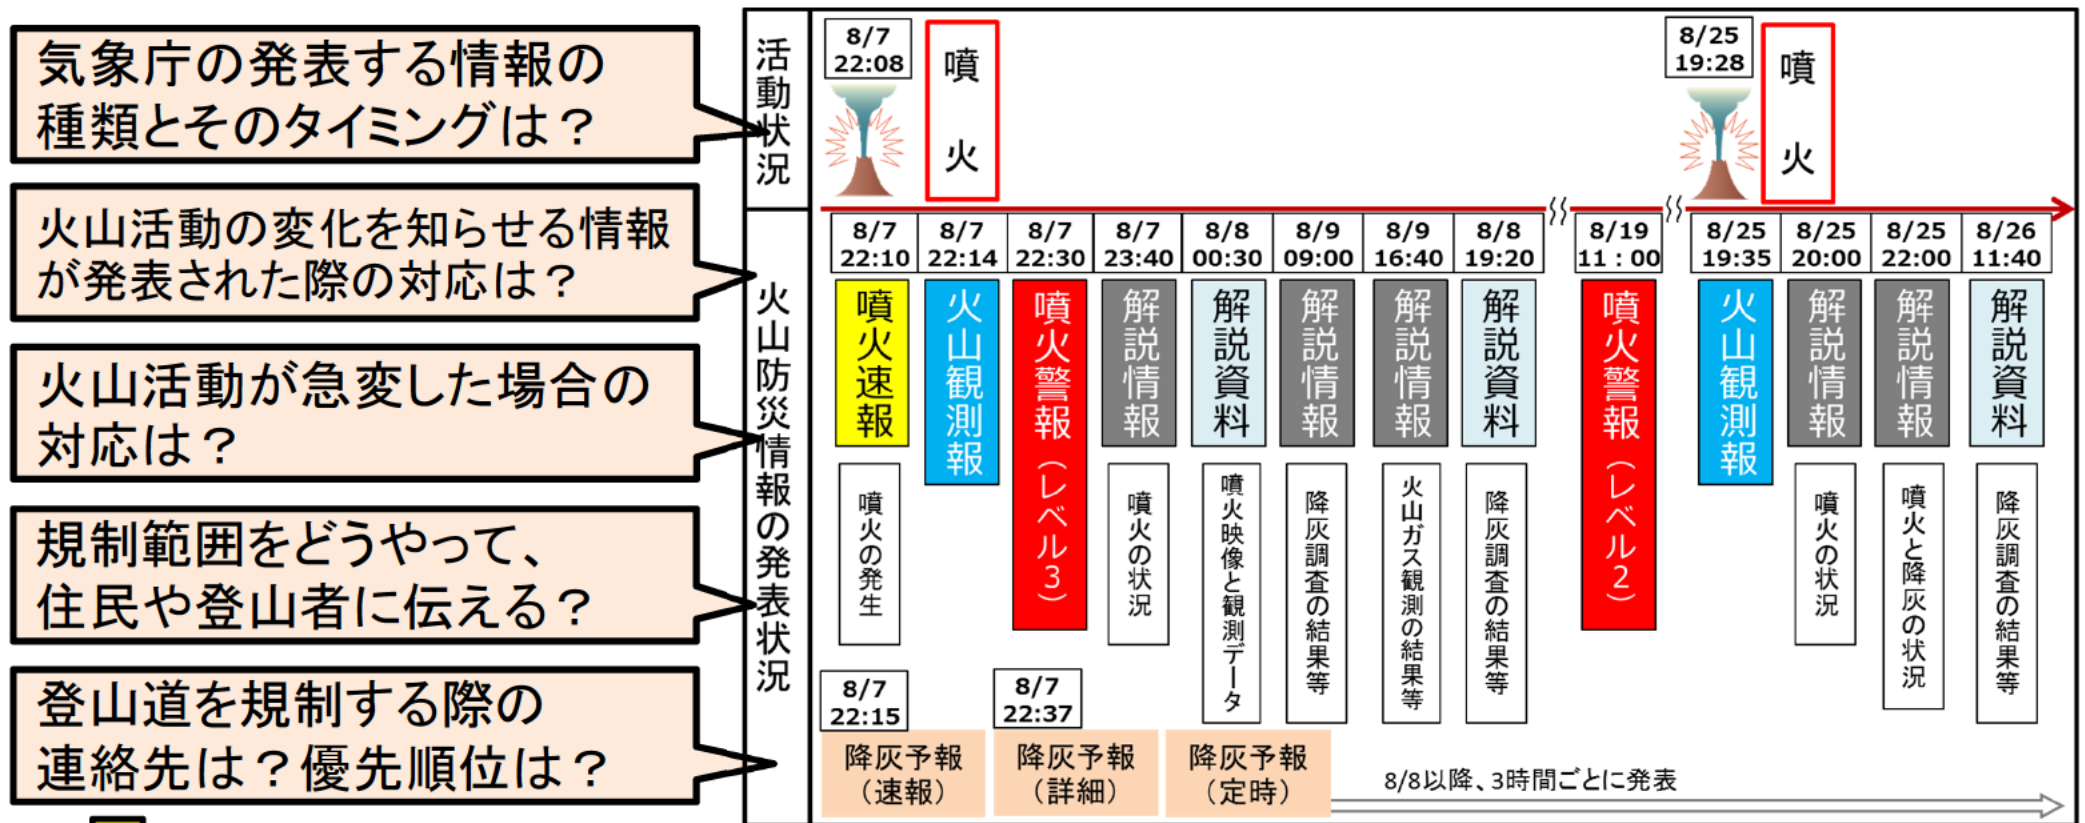 気象庁の発表する情報の
種類とそのタイミングは？
火山活動の変化を知らせる情報
が発表された際の対応は？
火山活動が急変した場合の
対応は？
規制範囲をどうやって、
住民や登山者に伝える？
登山道を規制する際の
連絡先は？優先順位は？
活動状況
8/7
22:08
噴火
8/25
19:28
噴火
火山防災情報の発表状況
8/7
22:10
噴火速報
噴火の発生
8/7
22:14
火山観測報
8/7
22:30
噴火警報（レベル3）
8/7
23:40
解説情報
噴火の状況
8/8
00:30
解説資料
噴火映像と観測データ
8/9
09:00
解説情報
降灰調査の結果等
8/9
16:40
解説情報
火山ガス観測の結果等
8/8
19:20
解説資料
降灰調査の結果等
8/19
11：00
噴火警報（レベル2）
8/25
19:35
火山観測報
8/25
20:00
解説情報
噴火の状況
8/25
22:00
解説情報
噴火と降灰の状況
8/26
11:40
解説資料
降灰調査の結果等
8/7
22:15
降灰予報
（速報）
8/7
22:37
降灰予報
（詳細）
降灰予報
（定時）
8/8以降、3時間ごとに発表